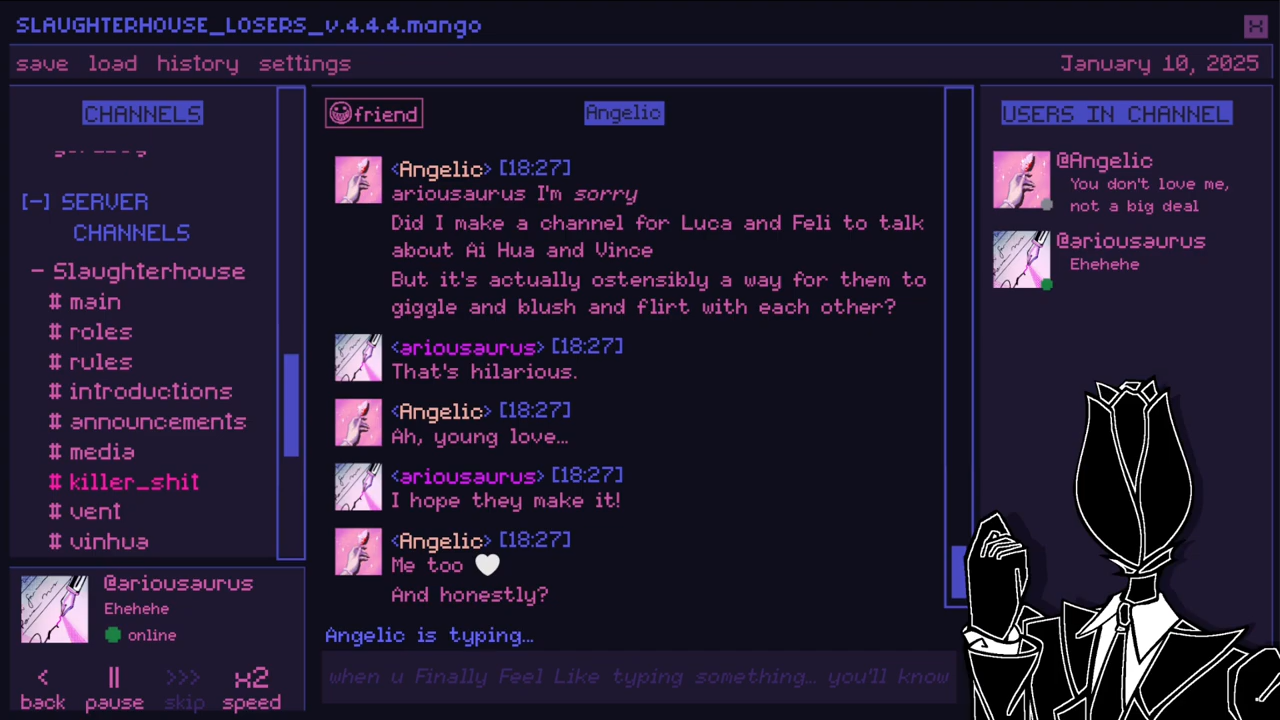 SLAUGHTERHOUSE_LOSERS_v.4.4.4.mango
X
save load history settings
January 10, 2025
CHANNELS
[-] SERVER
CHANNELS
- Slaughterhouse
# main
# roles
# rules
# introductions
# announcements
# media
# killer_shit
# vent
# vinhua
@ariousaurus
Ehehehe
online
< || >>> x2
back pause skip speed
friend
Angelic
<Angelic> [18:27]
ariousaurus I'm sorry
Did I make a channel for Luca and Feli to talk
about Ai Hua and Vince
But it's actually ostensibly a way for them to
giggle and blush and flirt with each other?
<ariousaurus> [18:27]
That's hilarious.
<Angelic> [18:27]
Ah, young love…
<ariousaurus> [18:27]
I hope they make it!
<Angelic> [18:27]
Me too 🤍
And honestly?
Angelic is typing…
when u Finally Feel Like typing something… you'll know
USERS IN CHANNEL
@Angelic
You don't love me,
not a big deal
@ariousaurus
Ehehehe